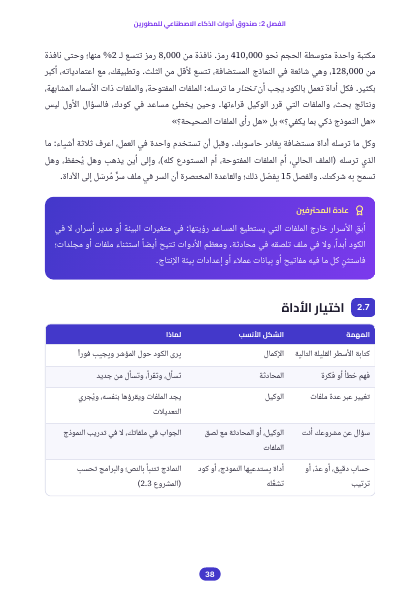 الفصل 2: صندوق أدوات الذكاء الاصطناعي للمطورين
مكتبة واحدة متوسطة الحجم نحو 410,000 رمز. نافذة من 8,000 رمز تتسع لـ 2% منها؛ وحتى نافذة
من 128,000، وهي شائعة في النماذج المستضافة، تتسع لأقل من الثلث. وتطبيقك، مع اعتمادياته، أكبر
بكثير. فكل أداة تعمل بالكود يجب أن تختار ما ترسله: الملفات المفتوحة، والملفات ذات الأسماء المشابهة،
ونتائج بحث، والملفات التي قرر الوكيل قراءتها. وحين يخطئ مساعد في كودك، فالسؤال الأول ليس
«هل النموذج ذكي بما يكفي؟» بل «هل رأى الملفات الصحيحة؟»
وكل ما ترسله أداة مستضافة يغادر حاسوبك. وقبل أن تستخدم واحدة في العمل، اعرف ثلاثة أشياء: ما
الذي ترسله (الملف الحالي، أم الملفات المفتوحة، أم المستودع كله)، وإلى أين يذهب وهل يُحفظ، وهل
تسمح به شركتك. والفصل 15 يفصّل ذلك؛ والقاعدة المختصرة أن السر في ملف سرٌّ مُرسَل إلى الأداة.
عادة المحترفين
أبقِ الأسرار خارج الملفات التي يستطيع المساعد رؤيتها: في متغيرات البيئة أو مدير أسرار، لا في
الكود أبداً، ولا في ملف تلصقه في محادثة. ومعظم الأدوات تتيح أيضاً استثناء ملفات أو مجلدات؛
فاستثنِ كل ما فيه مفاتيح أو بيانات عملاء أو إعدادات بيئة الإنتاج.
2.7 اختيار الأداة
المهمة الشكل الأنسب لماذا
كتابة الأسطر القليلة التالية الإكمال يرى الكود حول المؤشر ويجيب فوراً
فهم خطأ أو فكرة المحادثة تسأل، وتقرأ، وتسأل من جديد
تغيير عبر عدة ملفات الوكيل يجد الملفات ويقرؤها بنفسه، ويُجري
التعديلات
سؤال عن مشروعك أنت الوكيل، أو المحادثة مع لصق الجواب في ملفاتك، لا في تدريب النموذج
الملفات
حساب دقيق، أو عدّ، أو أداة يستدعيها النموذج، أو كود النماذج تتنبأ بالنص؛ والبرامج تحسب
ترتيب تشغّله (المشروع 2.3)
38